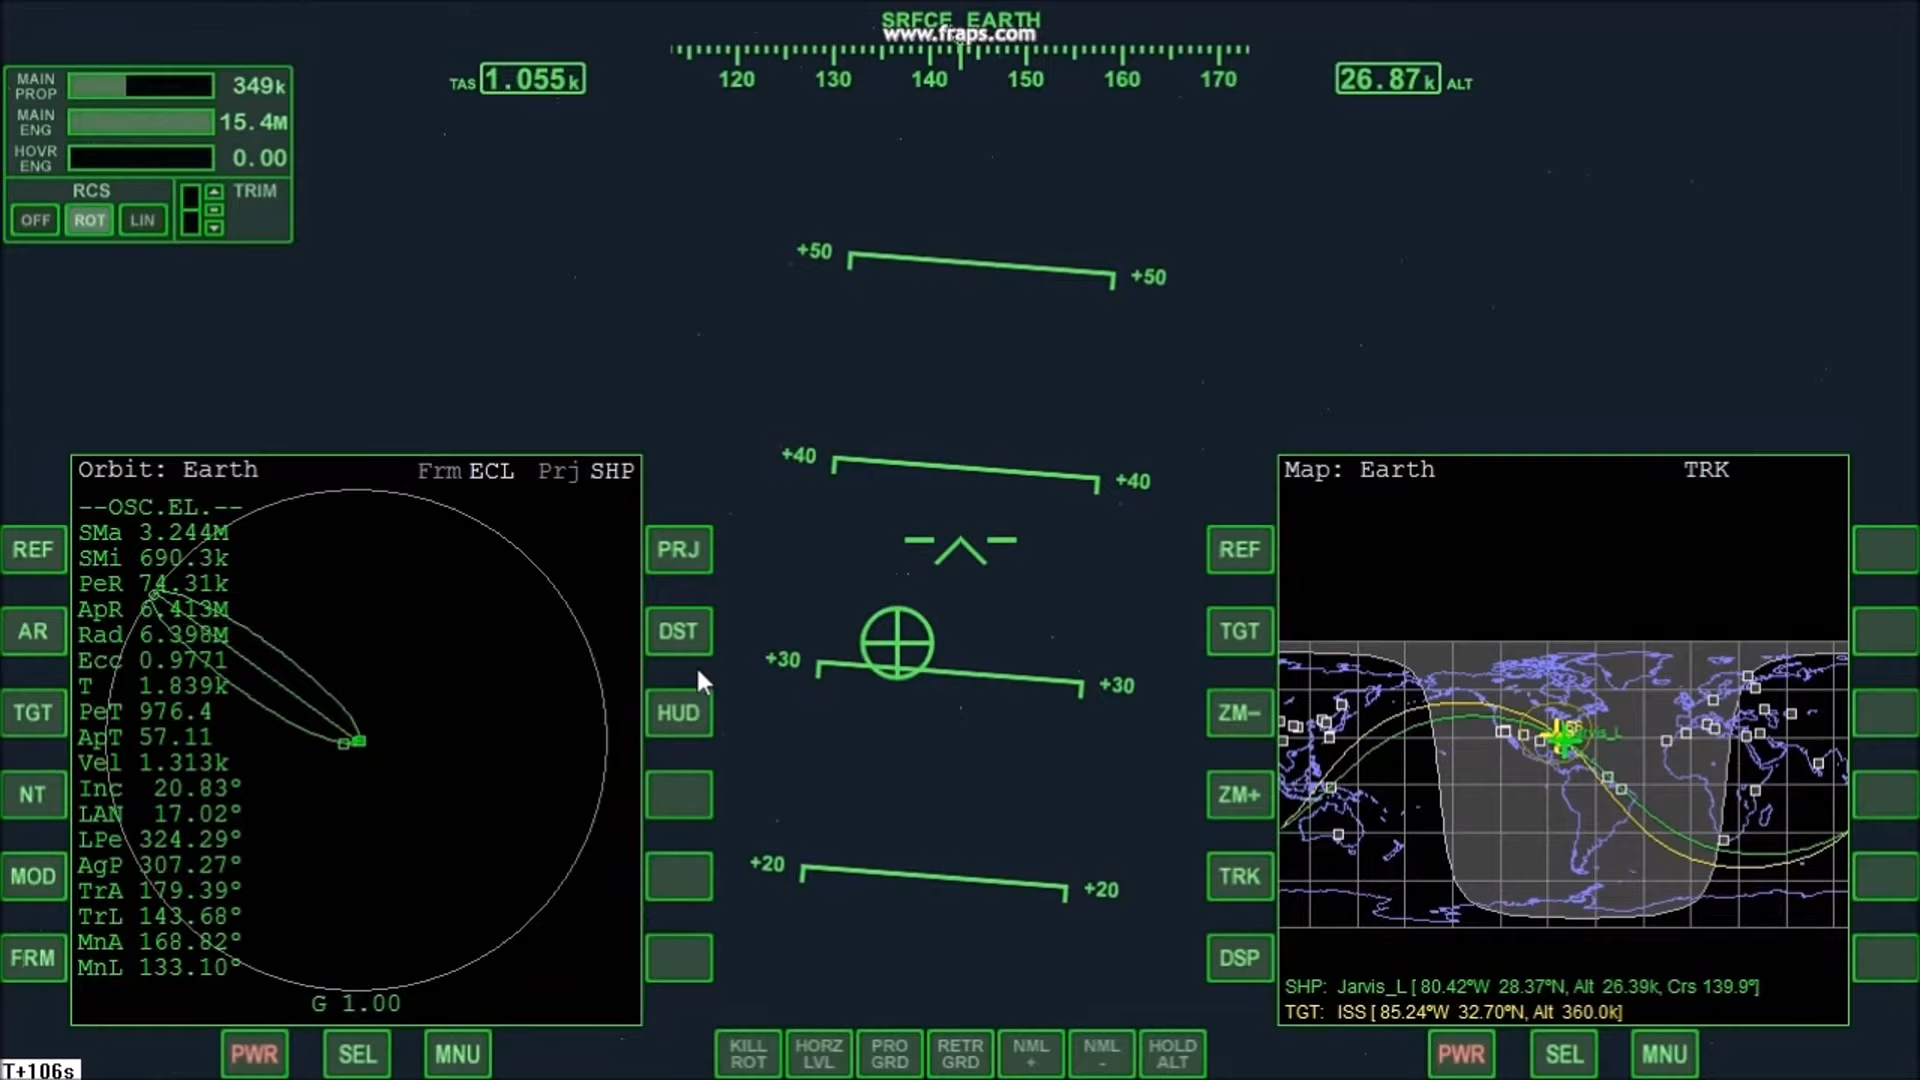 SRFCE EARTH
www.fraps.com
120 130 140 150 160 170
MAIN PROP 349k
MAIN ENG 15.4M
HOVR ENG 0.00
RCS TRIM
OFF ROT LIN
TAS 1.055k
26.87k ALT
+50 +50
+40 +40
+30 +30
+20 +20
Orbit: Earth Frm ECL Prj SHP
--OSC.EL.--
SMa 3.244M
SMi 690.3k
PeR 74.31k
ApR 6.413M
Rad 6.398M
Ecc 0.9771
T 1.839k
PeT 976.4
ApT 57.11
Vel 1.313k
Inc 20.83°
LAN 17.02°
LPe 324.29°
AgP 307.27°
TrA 179.39°
TrL 143.68°
MnA 168.82°
MnL 133.10°
G 1.00
REF
AR
TGT
NT
MOD
FRM
PRJ
DST
HUD
PWR SEL MNU
KILL ROT
HORZ LVL
PRO GRD
RETR GRD
NML +
NML -
HOLD ALT
REF
TGT
ZM-
ZM+
TRK
DSP
Map: Earth TRK
SHP: Jarvis_L [ 80.42°W 28.37°N, Alt 26.39k, Crs 139.9°]
TGT: ISS [ 85.24°W 32.70°N, Alt 360.0k]
PWR SEL MNU
T+106s